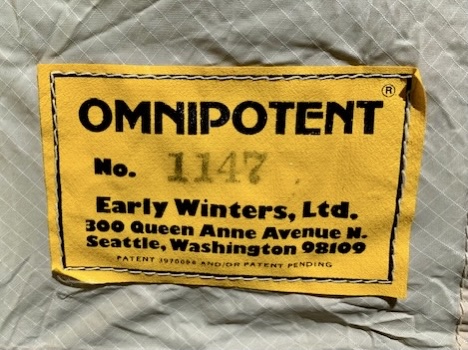 OMNIPOTENT ®
No. 1147
Early Winters, Ltd.
300 Queen Anne Avenue N.
Seattle, Washington 98109
PATENT 3970096 AND/OR PATENT PENDING